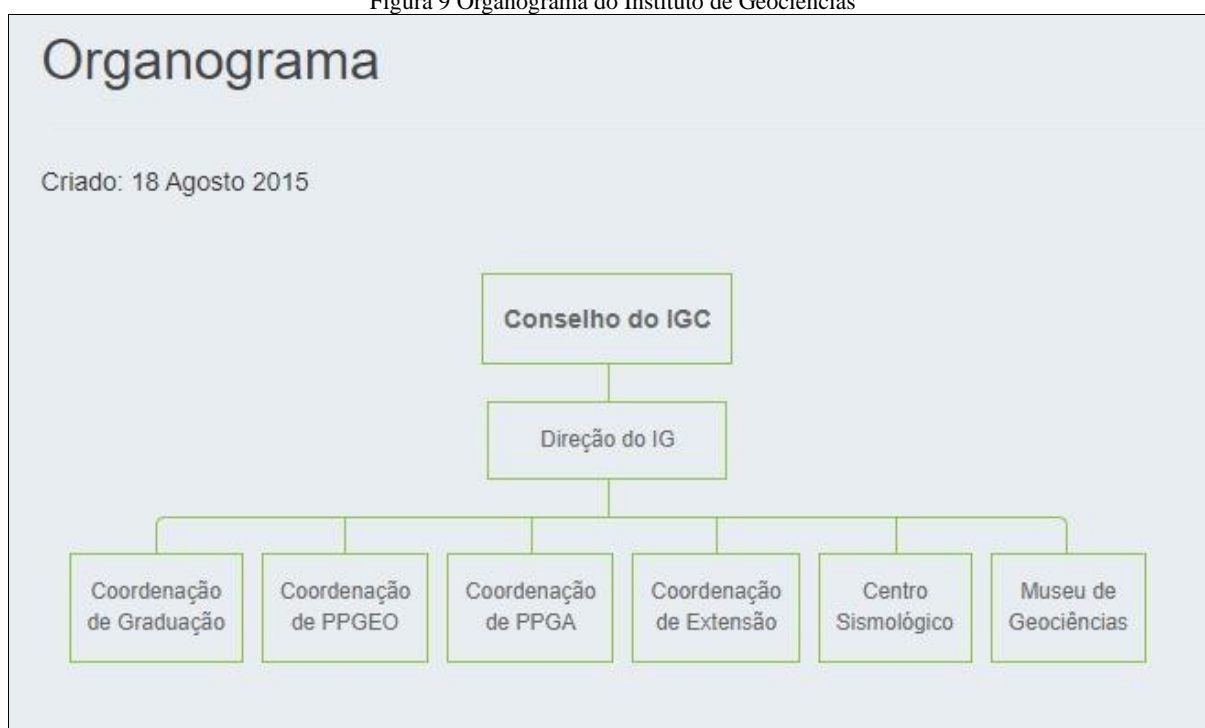 Figura 9 Organograma do Instituto de Geociências
Organograma
Criado: 18 Agosto 2015
Conselho do IGC
Direção do IG
Coordenação
de Graduação
Coordenação
de PPGEO
Coordenação
de PPGA
Coordenação
de Extensão
Centro
Sismológico
Museu de
Geociências